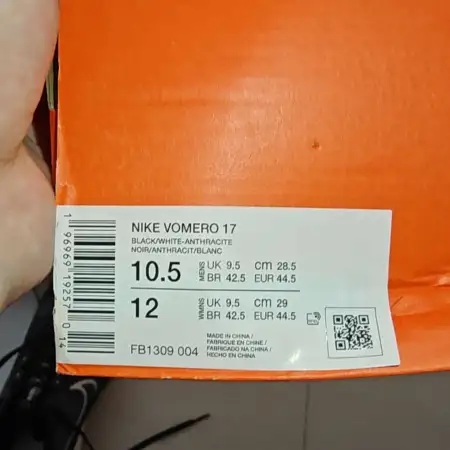 NIKE VOMERO 17
BLACK/WHITE-ANTHRACITE
NOIR/ANTHRACIT/BLANC
10.5 MENS UK 9.5 CM 28.5
BR 42.5 EUR 44.5
12 WMNS UK 9.5 CM 29
BR 42.5 EUR 44.5
FB1309 004
MADE IN CHINA /
FABRIQUE EN CHINE /
FABRICADO NA CHINA /
HECHO EN CHINA
1 96969 19257 0 14